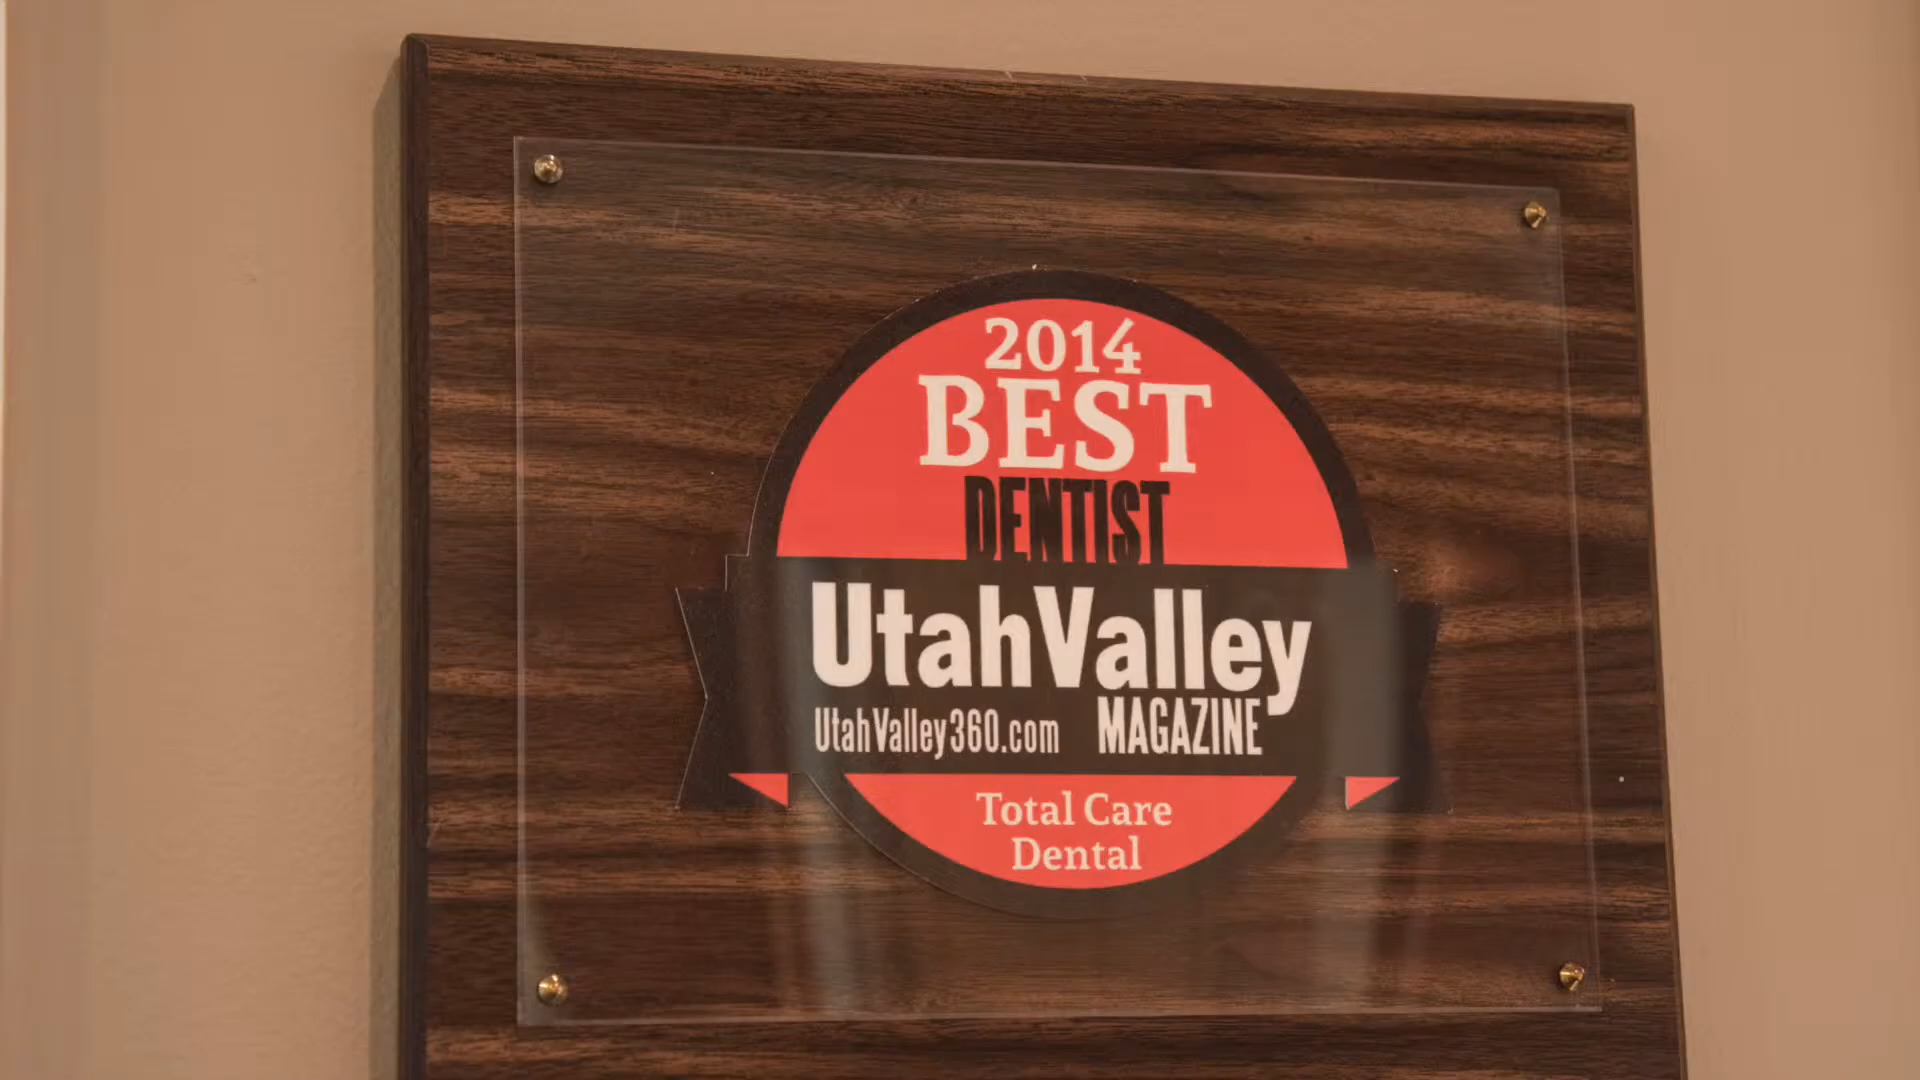 2014
BEST
DENTIST
UtahValley
UtahValley360.com MAGAZINE
Total Care
Dental